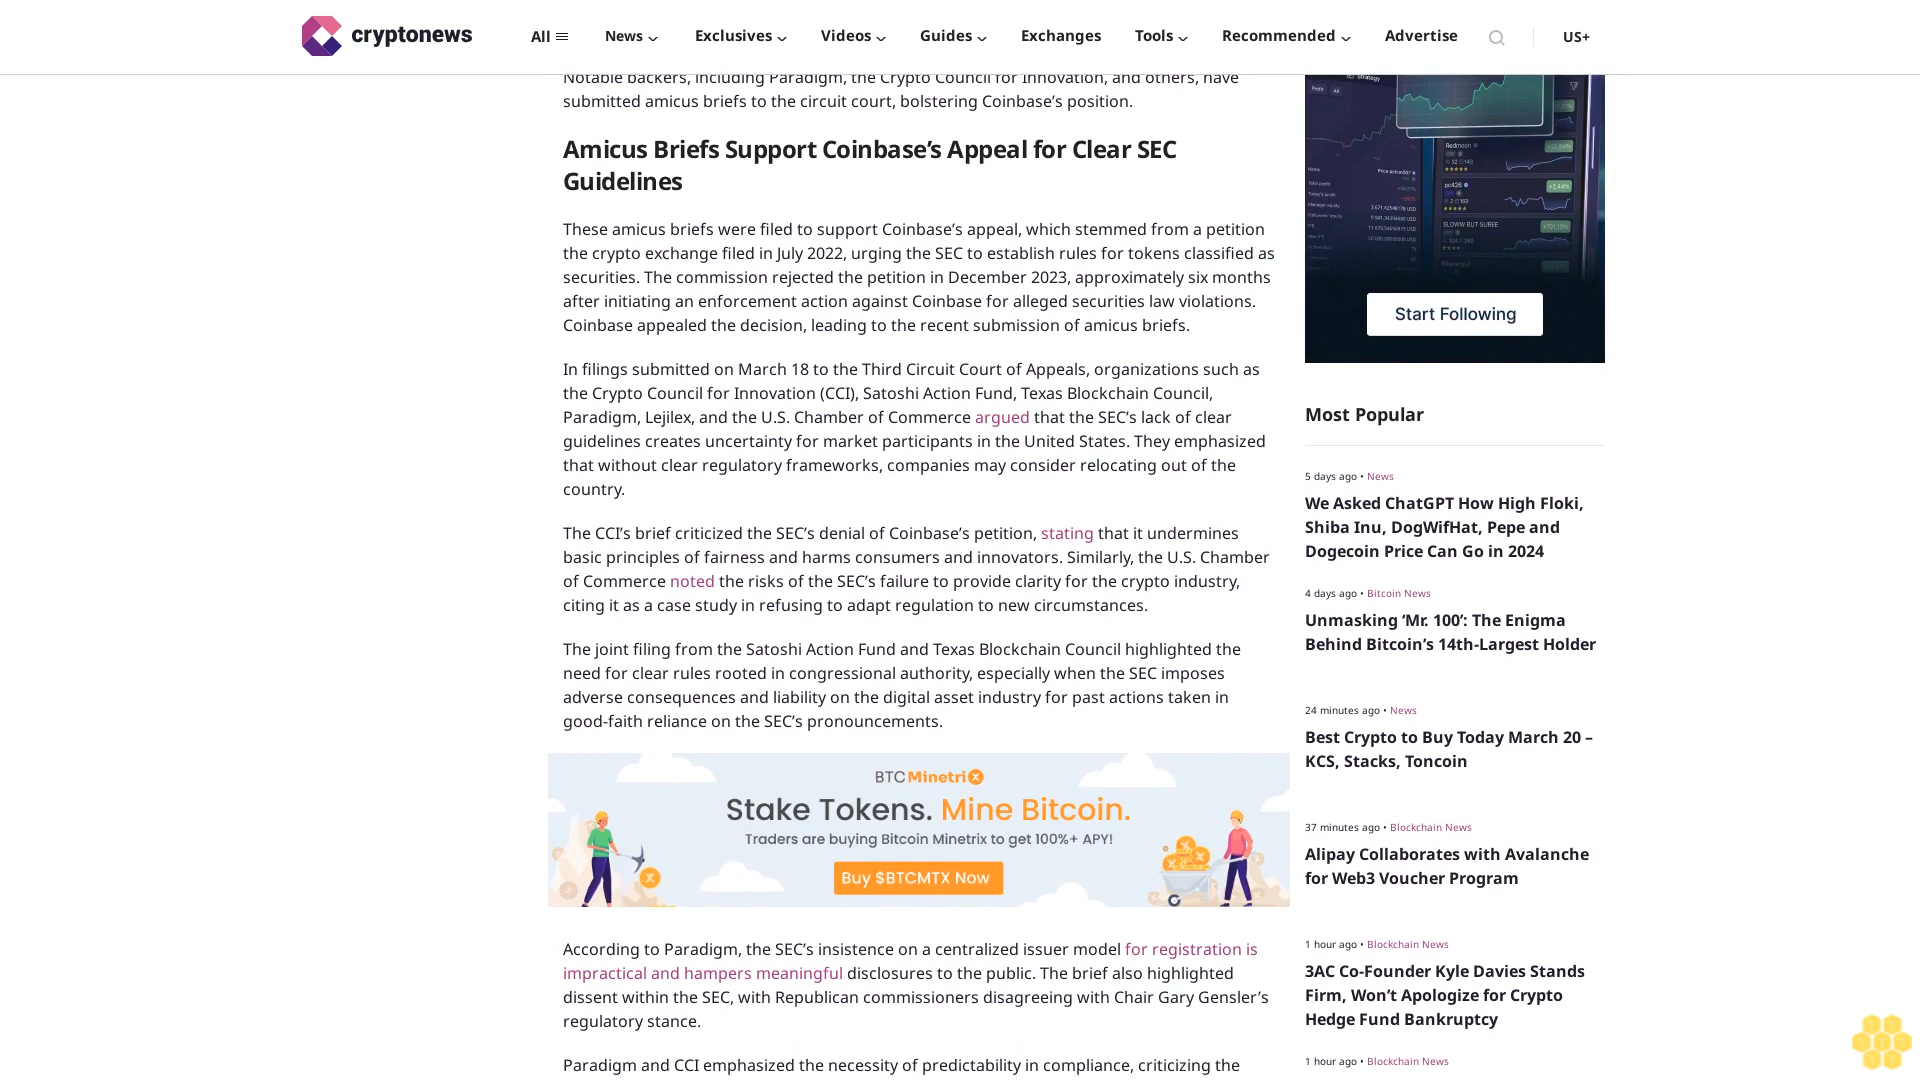 cryptonews
All
News
Exclusives
Videos
Guides
Exchanges
Tools
Recommended
Advertise
US+
Notable backers, including Paradigm, the Crypto Council for Innovation, and others, have
submitted amicus briefs to the circuit court, bolstering Coinbase’s position.
Amicus Briefs Support Coinbase’s Appeal for Clear SEC
Guidelines
These amicus briefs were filed to support Coinbase’s appeal, which stemmed from a petition
the crypto exchange filed in July 2022, urging the SEC to establish rules for tokens classified as
securities. The commission rejected the petition in December 2023, approximately six months
after initiating an enforcement action against Coinbase for alleged securities law violations.
Coinbase appealed the decision, leading to the recent submission of amicus briefs.
In filings submitted on March 18 to the Third Circuit Court of Appeals, organizations such as
the Crypto Council for Innovation (CCI), Satoshi Action Fund, Texas Blockchain Council,
Paradigm, Lejilex, and the U.S. Chamber of Commerce argued that the SEC’s lack of clear
guidelines creates uncertainty for market participants in the United States. They emphasized
that without clear regulatory frameworks, companies may consider relocating out of the
country.
The CCI’s brief criticized the SEC’s denial of Coinbase’s petition, stating that it undermines
basic principles of fairness and harms consumers and innovators. Similarly, the U.S. Chamber
of Commerce noted the risks of the SEC’s failure to provide clarity for the crypto industry,
citing it as a case study in refusing to adapt regulation to new circumstances.
The joint filing from the Satoshi Action Fund and Texas Blockchain Council highlighted the
need for clear rules rooted in congressional authority, especially when the SEC imposes
adverse consequences and liability on the digital asset industry for past actions taken in
good-faith reliance on the SEC’s pronouncements.
BTC Minetrix
Stake Tokens. Mine Bitcoin.
Traders are buying Bitcoin Minetrix to get 100%+ APY!
Buy $BTCMTX Now
According to Paradigm, the SEC’s insistence on a centralized issuer model for registration is
impractical and hampers meaningful disclosures to the public. The brief also highlighted
dissent within the SEC, with Republican commissioners disagreeing with Chair Gary Gensler’s
regulatory stance.
Paradigm and CCI emphasized the necessity of predictability in compliance, criticizing the
Strategy
Profit
All
Redmoon
+22,89%
pc426
+2,44%
SLOWW BUT SUREE
+701,13%
Start Following
Most Popular
5 days ago • News
We Asked ChatGPT How High Floki,
Shiba Inu, DogWifHat, Pepe and
Dogecoin Price Can Go in 2024
4 days ago • Bitcoin News
Unmasking ‘Mr. 100’: The Enigma
Behind Bitcoin’s 14th-Largest Holder
24 minutes ago • News
Best Crypto to Buy Today March 20 –
KCS, Stacks, Toncoin
37 minutes ago • Blockchain News
Alipay Collaborates with Avalanche
for Web3 Voucher Program
1 hour ago • Blockchain News
3AC Co-Founder Kyle Davies Stands
Firm, Won’t Apologize for Crypto
Hedge Fund Bankruptcy
1 hour ago • Blockchain News